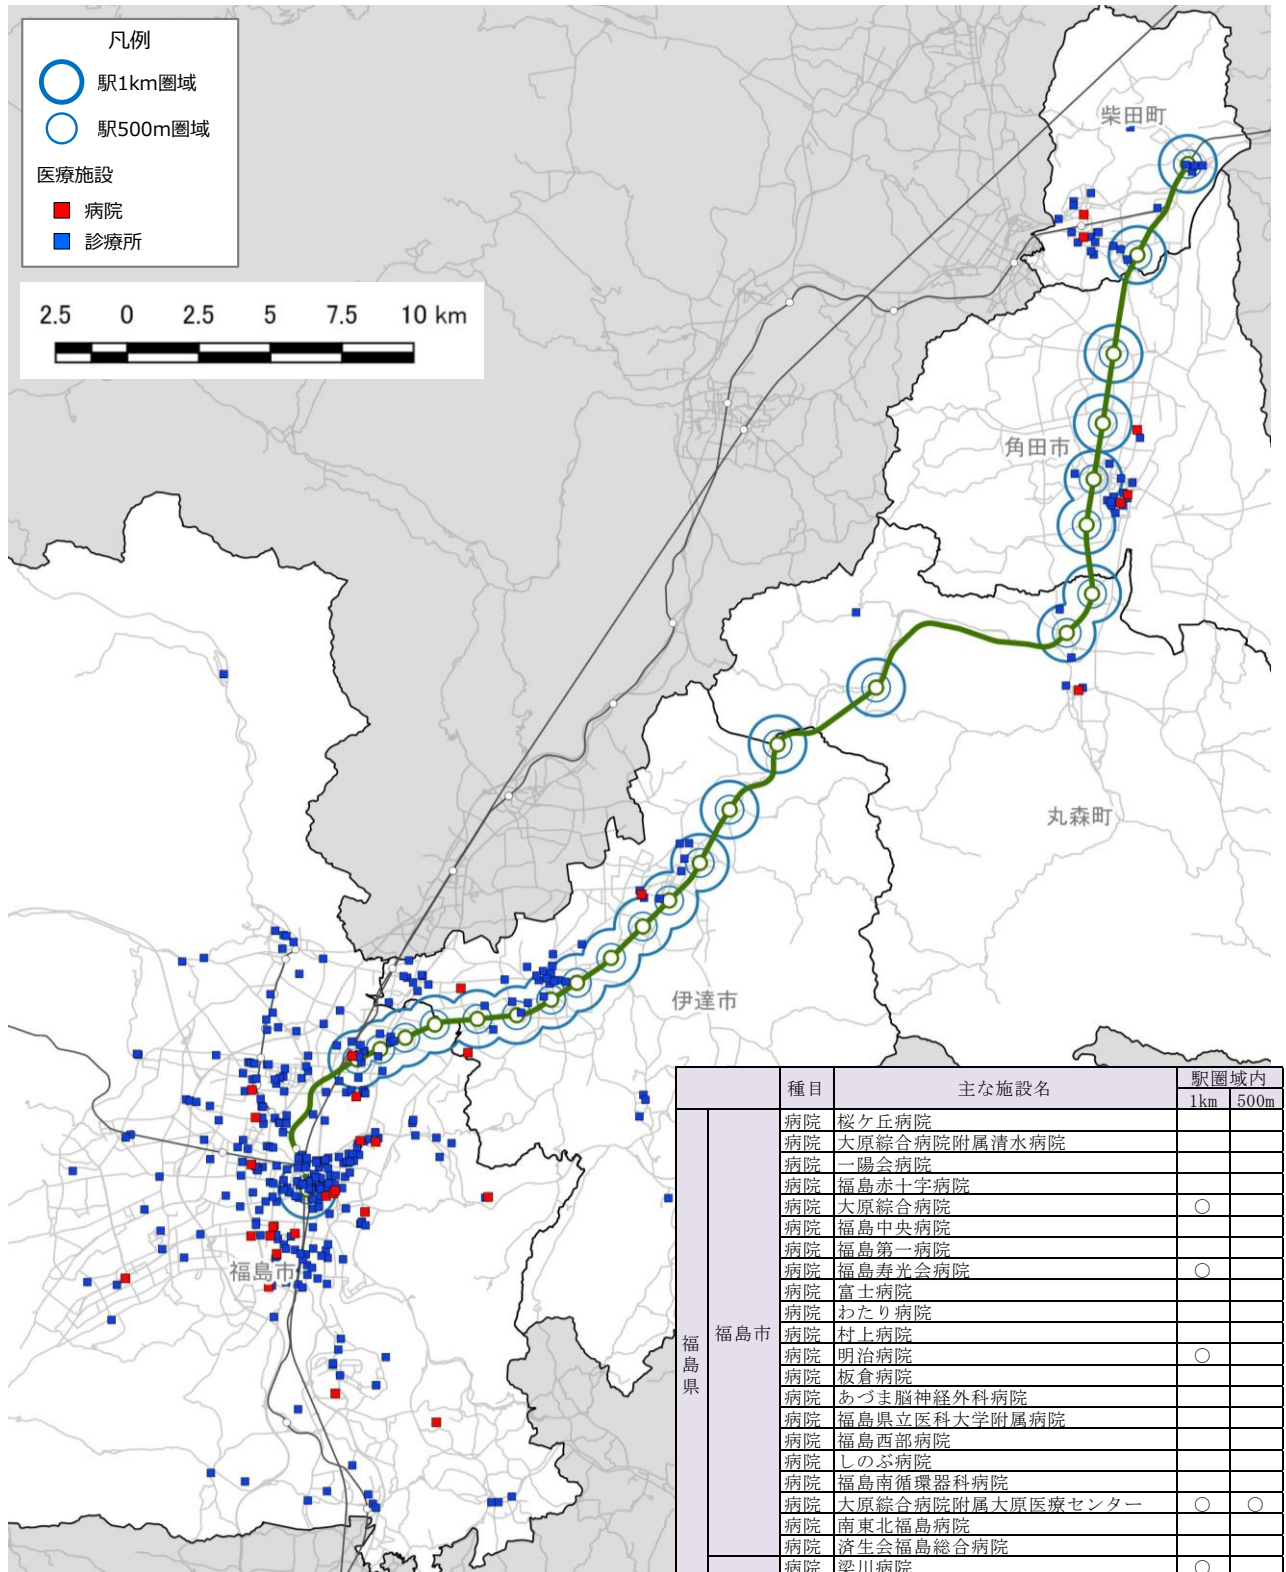 凡例
駅1km圏域
駅500m圏域
医療施設
病院
診療所
2.5 0 2.5 5 7.5 10 km
柴田町
角田市
丸森町
伊達市
福島市
種目 主な施設名 駅圏域内
1km 500m
福島県
福島市
病院 桜ケ丘病院
病院 大原綜合病院附属清水病院
病院 一陽会病院
病院 福島赤十字病院
病院 大原綜合病院 ○
病院 福島中央病院
病院 福島第一病院
病院 福島寿光会病院 ○
病院 富士病院
病院 わたり病院
病院 村上病院
病院 明治病院 ○
病院 板倉病院
病院 あづま脳神経外科病院
病院 福島県立医科大学附属病院
病院 福島西部病院
病院 しのぶ病院
病院 福島南循環器科病院
病院 大原綜合病院附属大原医療センター ○ ○
病院 南東北福島病院
病院 済生会福島総合病院
病院 梁川病院 ○